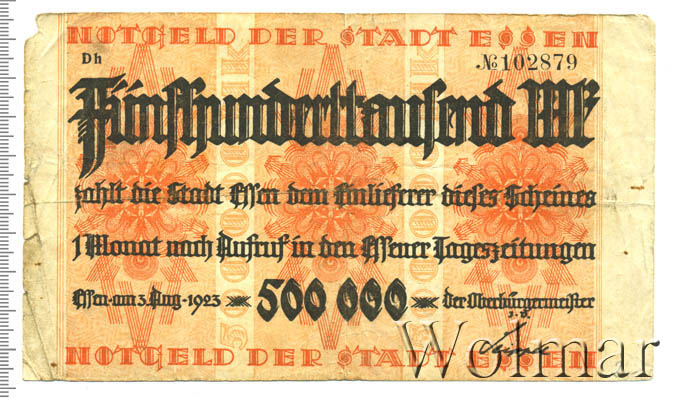 NOTGELD DER STADT ESSEN
Dh №102879
Fünfhunderttausend Mk
zahlt die Stadt Essen dem Einlieferer dieses Scheines
1 Monat nach Aufruf in den Essener Tageszeitungen
Essen·am 3. Aug·1923 500 000 der Oberbürgermeister
J.V.
NOTGELD DER STADT ESSEN
Wolmar